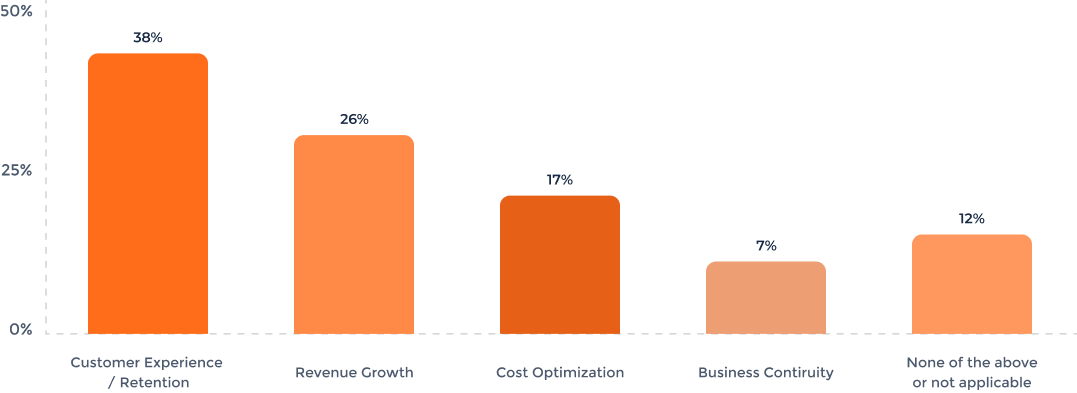 50%
38%
26%
25%
17%
12%
7%
0%
Customer Experience
/ Retention
Revenue Growth
Cost Optimization
Business Contiruity
None of the above
or not applicable